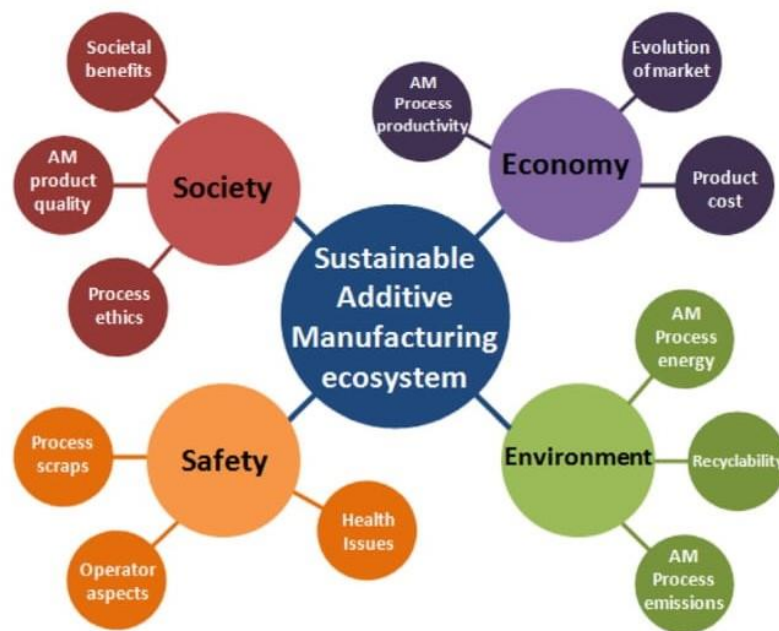 Societal
benefits
AM
product
quality
Process
ethics
Society
AM
Process
productivity
Evolution
of market
Product
cost
Economy
Sustainable
Additive
Manufacturing
ecosystem
Process
scraps
Operator
aspects
Health
Issues
Safety
AM
Process
energy
Recyclability
AM
Process
emissions
Environment